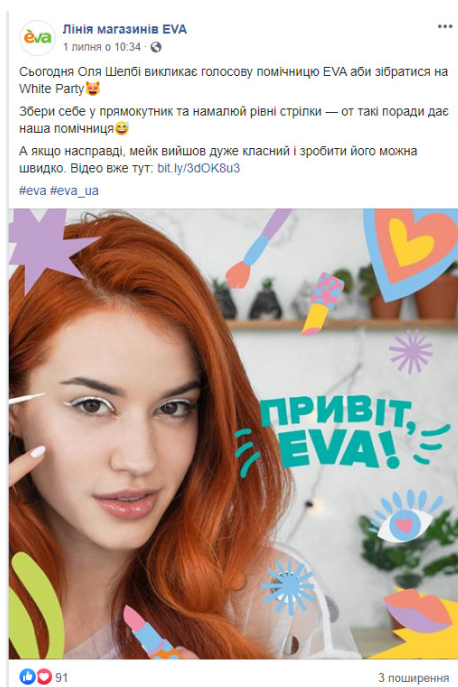 eva
Лінія магазинів EVA
1 липня о 10:34 ·
Сьогодні Оля Шелбі викликає голосову помічницю EVA аби зібратися на
White Party😻
Збери себе у прямокутник та намалюй рівні стрілки — от такі поради дає
наша помічниця😅
А якщо насправді, мейк вийшов дуже класний і зробити його можна
швидко. Відео вже тут: bit.ly/3dOK8u3
#eva #eva_ua
ПРИВІТ,
EVA!
91
3 поширення